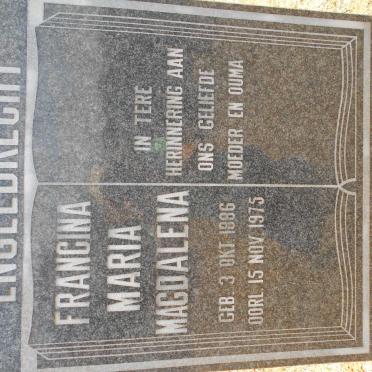 ENGELBRECHT
IN TERE
HERINNERING AAN
ONS GELIEFDE
MOEDER EN OUMA
FRANCINA
MARIA
MAGDALENA
GEB. 3 OKT. 1886
OORL. 15 NOV. 1975